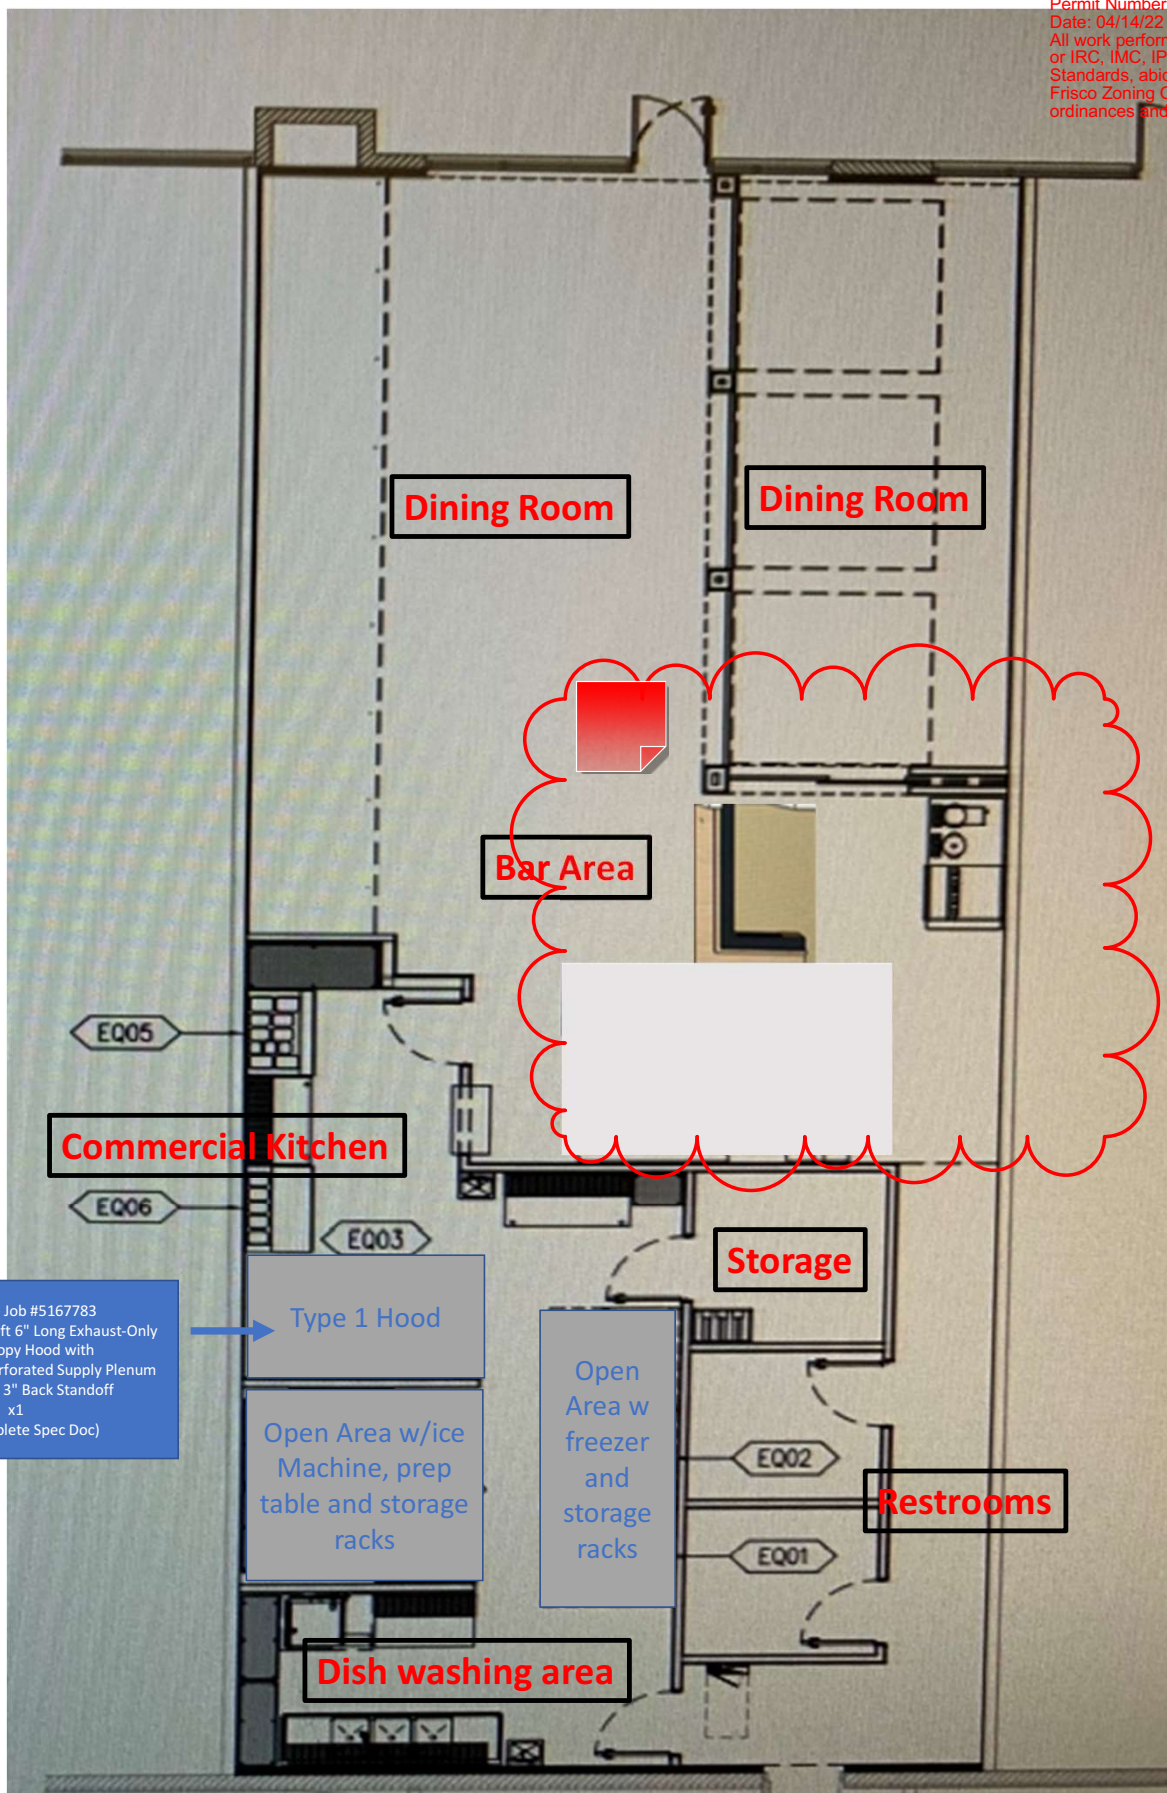 Permit Number
Date: 04/14/22
All work perform
or IRC, IMC, IP
Standards, abid
Frisco Zoning C
ordinances and
Dining Room
Dining Room
Bar Area
EQ05
Commercial Kitchen
EQ06
EQ03
Storage
Job #5167783
ft 6" Long Exhaust-Only
opy Hood with
rforated Supply Plenum
3" Back Standoff
x1
plete Spec Doc)
Type 1 Hood
Open
Area w
freezer
and
storage
racks
Open Area w/ice
Machine, prep
table and storage
racks
EQ02
Restrooms
EQ01
Dish washing area